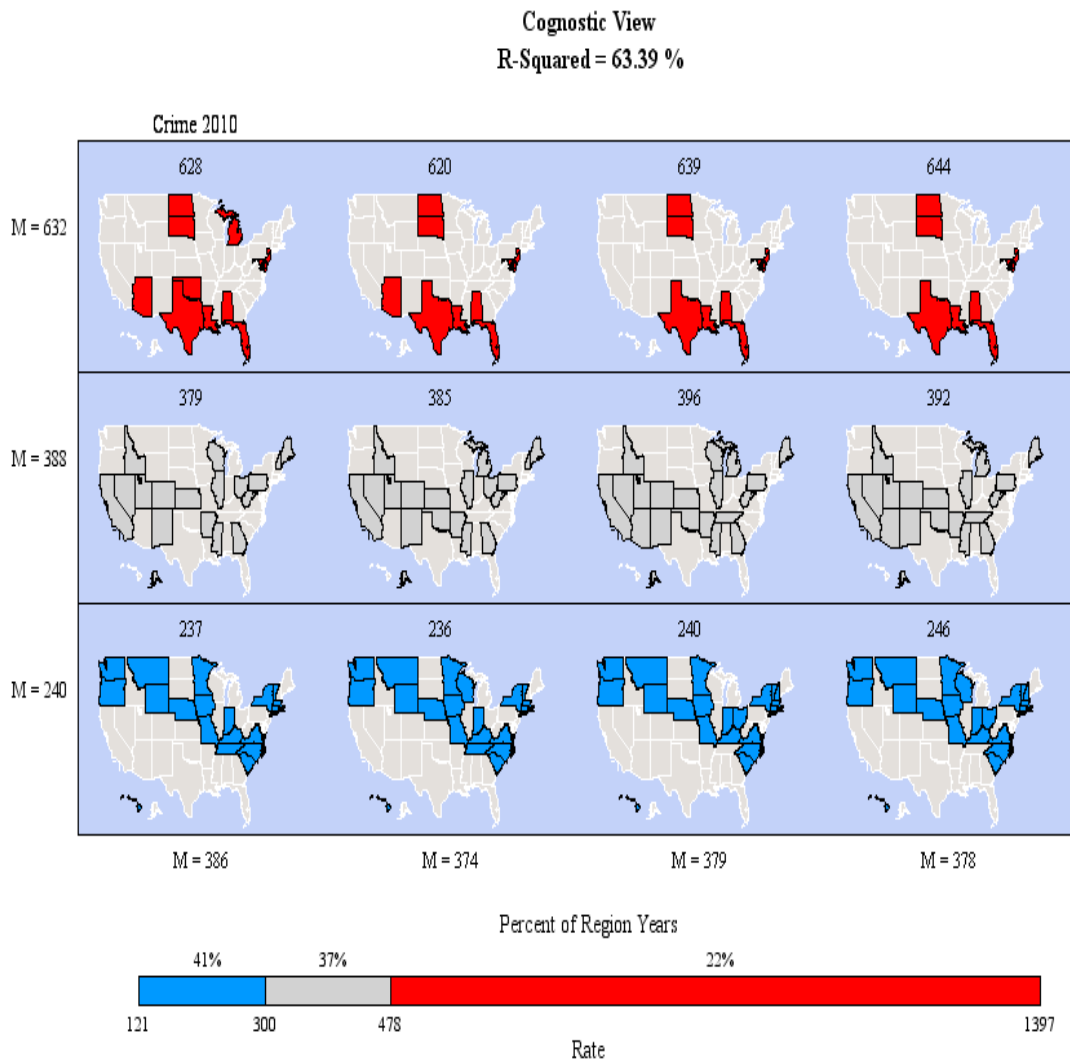 Cognostic View
R-Squared = 63.39 %
Crime 2010
628 620 639 644
M = 632
379 385 396 392
M = 388
237 236 240 246
M = 240
M = 386 M = 374 M = 379 M = 378
Percent of Region Years
41% 37% 22%
121 300 478 1397
Rate